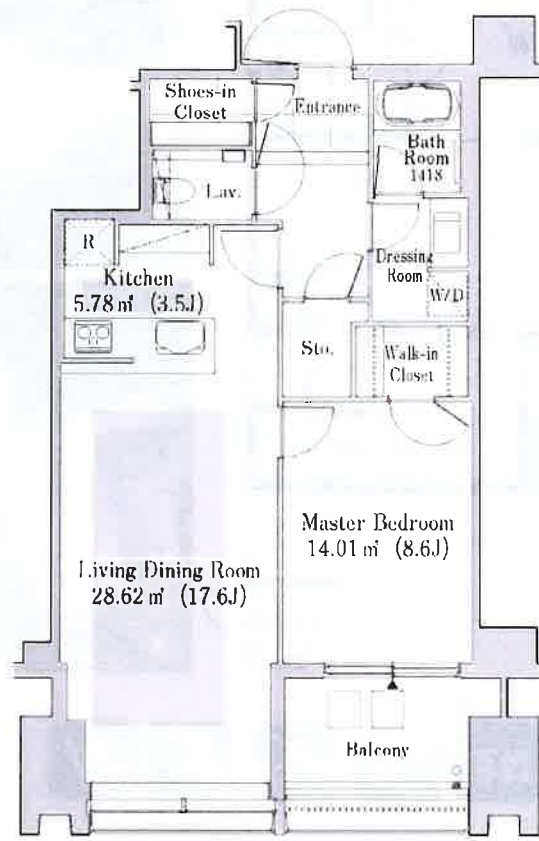 Shoes-in
Closet
Entrance
Bath
Room
1418
Lav.
R
Dressing
Room
W/D
Kitchen
5.78㎡ (3.5J)
Sto.
Walk-in
Closet
Master Bedroom
14.01㎡ (8.6J)
Living Dining Room
28.62㎡ (17.6J)
Balcony